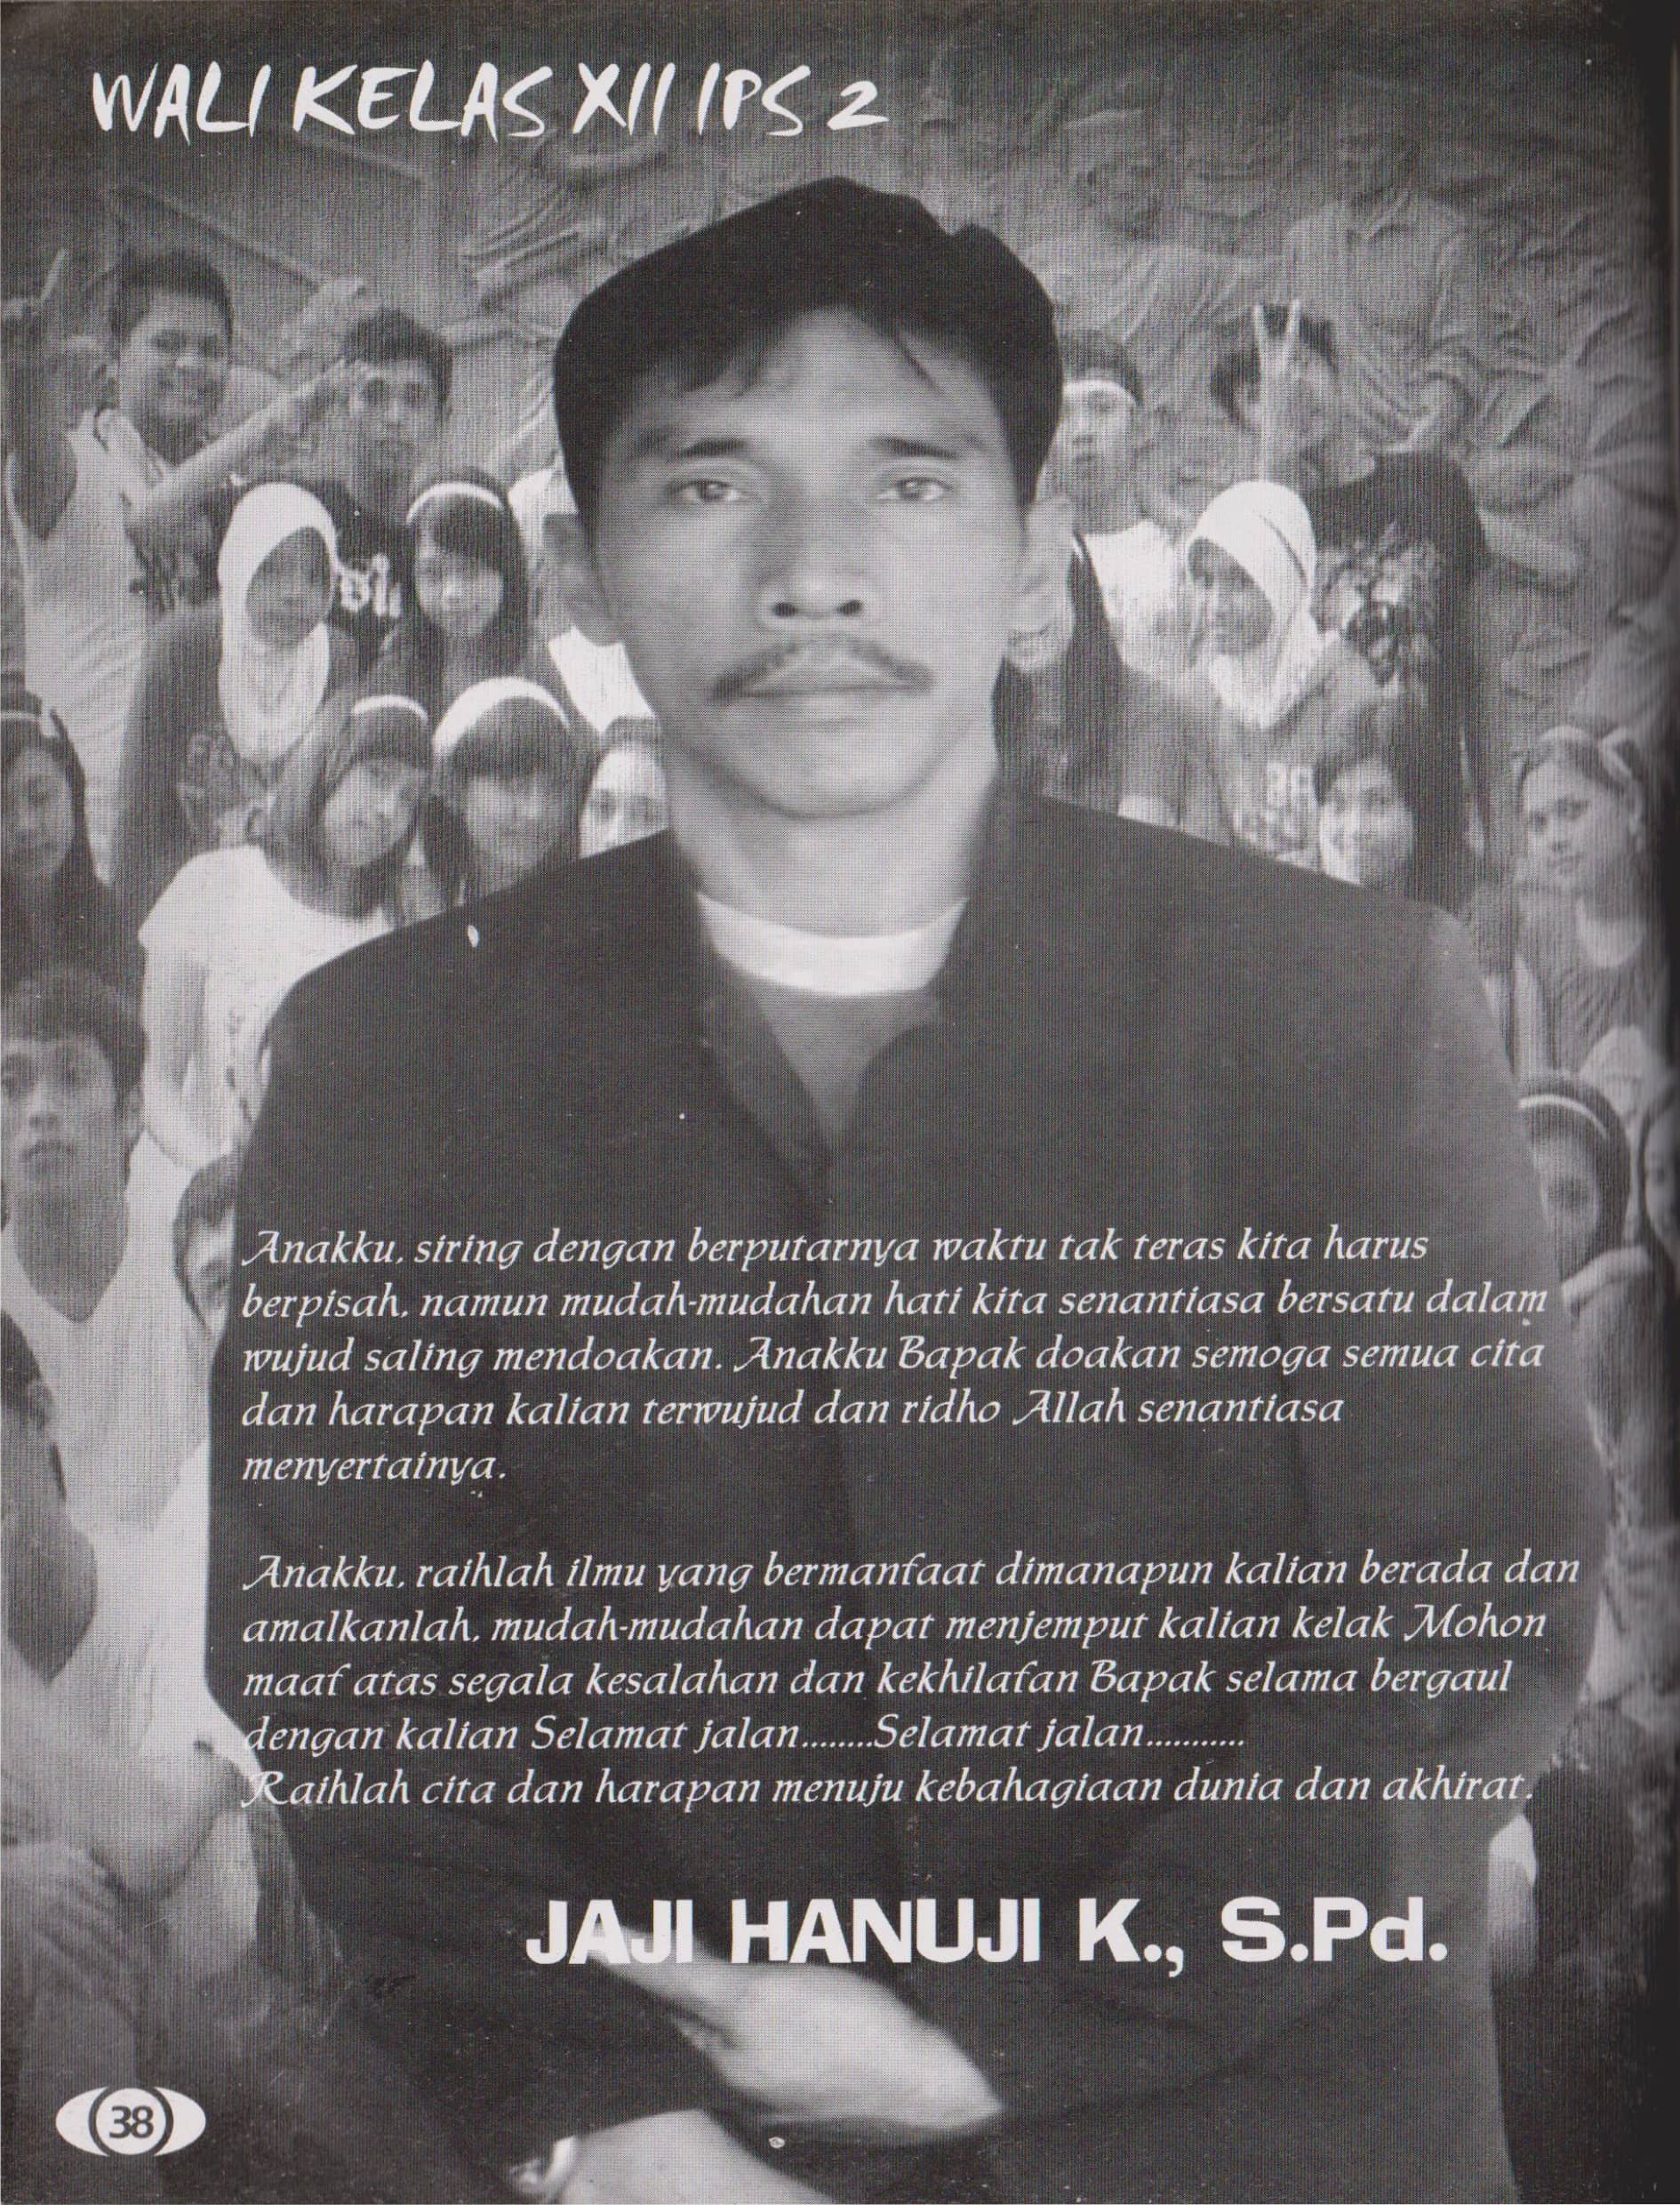 WALI KELAS XII IPS 2
Anakku, siring dengan berputarnya waktu tak teras kita harus
berpisah, namun mudah-mudahan hati kita senantiasa bersatu dalam
wujud saling mendoakan. Anakku Bapak doakan semoga semua cita
dan harapan kalian terwujud dan ridho Allah senantiasa
menyertainya.
Anakku, raihlah ilmu yang bermanfaat dimanapun kalian berada dan
amalkanlah, mudah-mudahan dapat menjemput kalian kelak Mohon
maaf atas segala kesalahan dan kekhilafan Bapak selama bergaul
dengan kalian Selamat jalan........Selamat jalan...........
Raihlah cita dan harapan menuju kebahagiaan dunia dan akhirat.
JAJI HANUJI K., S.Pd.
(38)